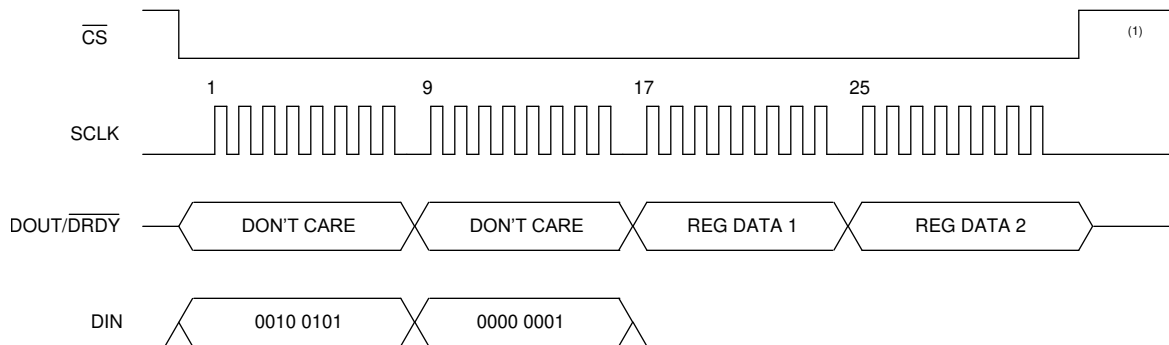 CS
(1)
1 9 17 25
SCLK
DOUT/DRDY DON'T CARE DON'T CARE REG DATA 1 REG DATA 2
DIN 0010 0101 0000 0001